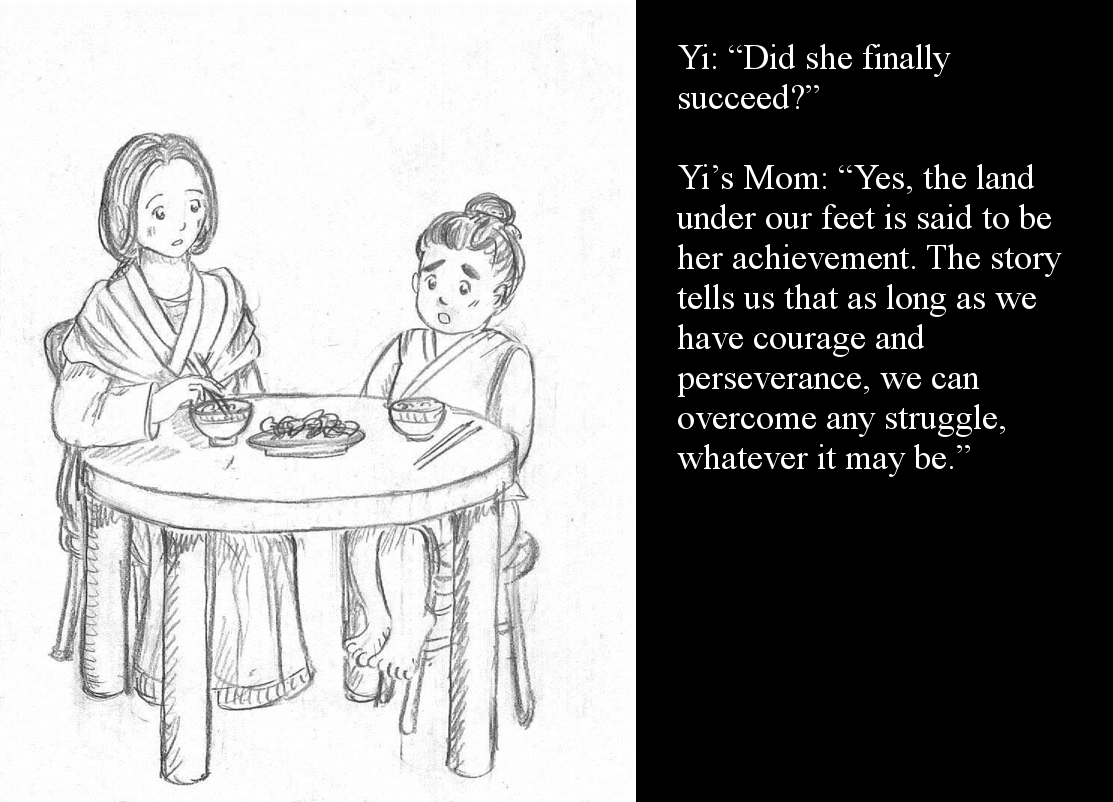 Yi: “Did she finally
succeed?”
Yi’s Mom: “Yes, the land
under our feet is said to be
her achievement. The story
tells us that as long as we
have courage and
perseverance, we can
overcome any struggle,
whatever it may be.”